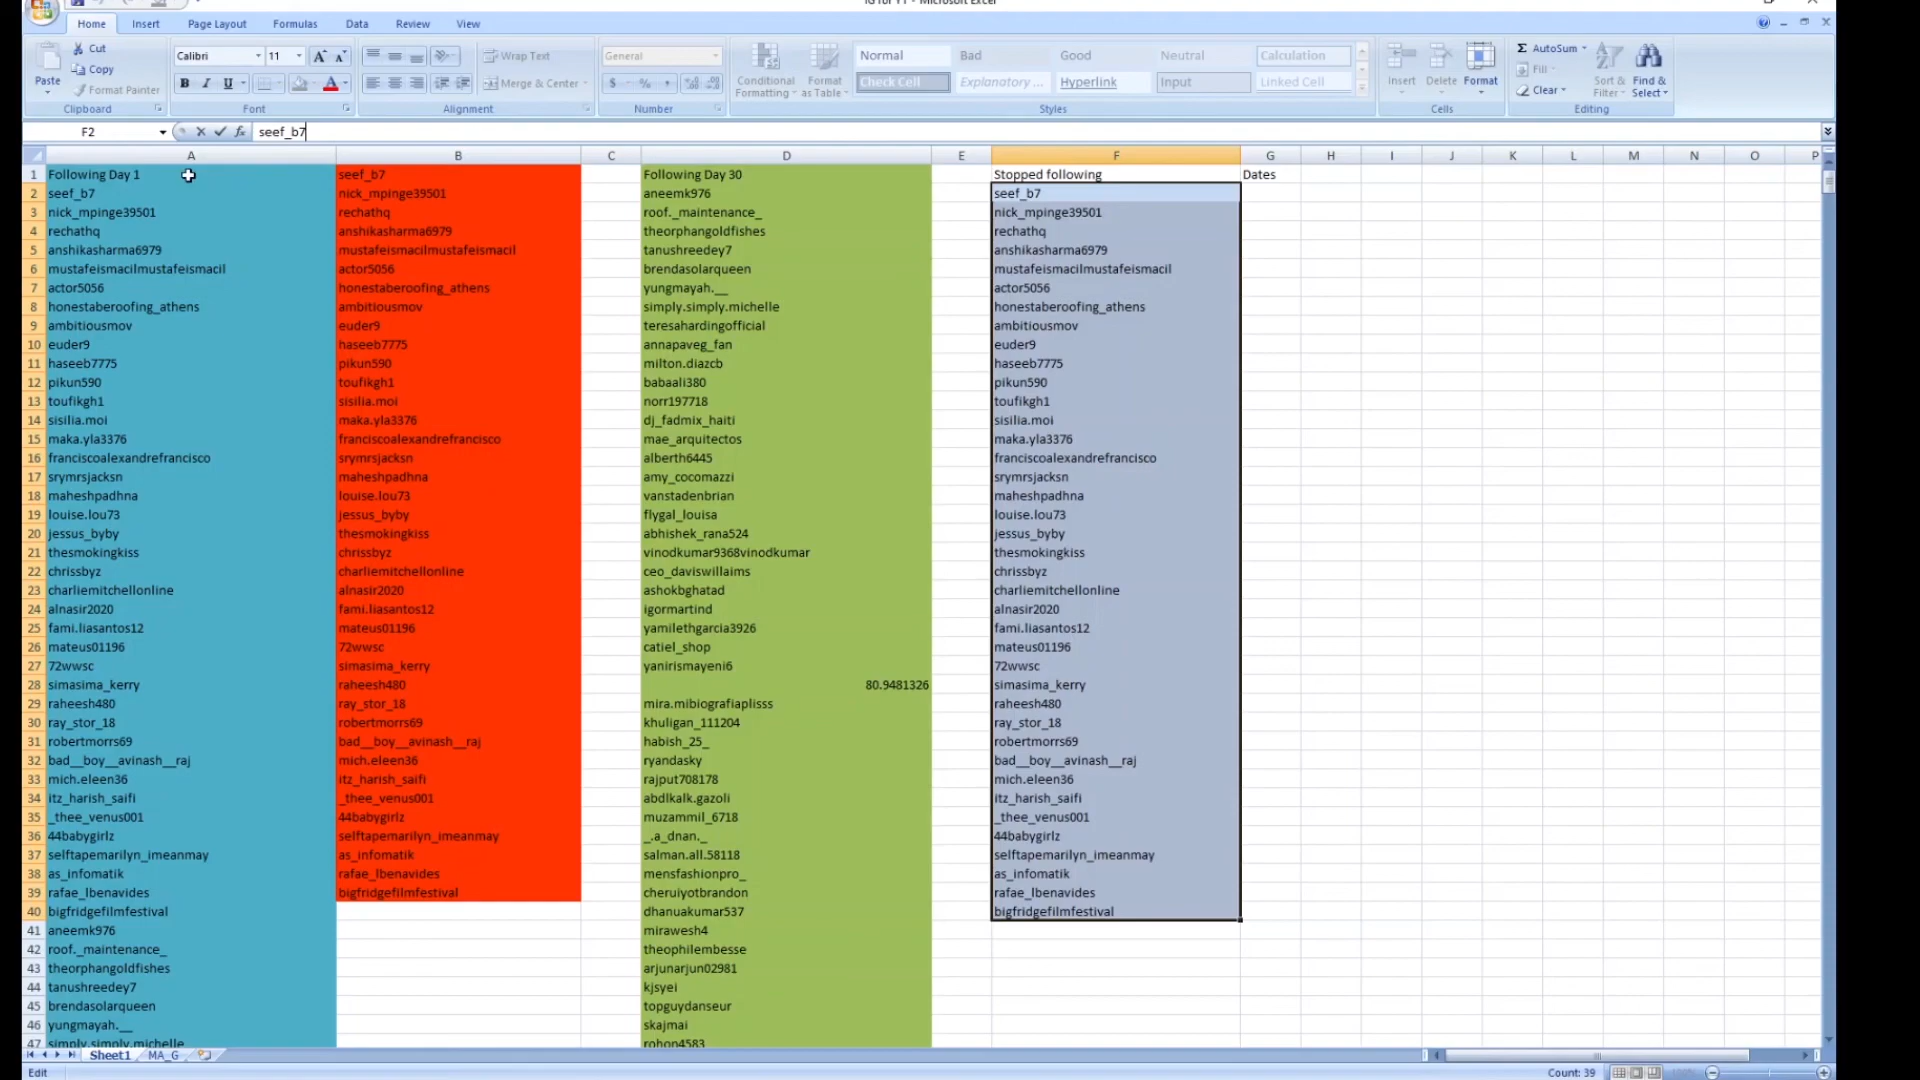 Home Insert Page Layout Formulas Data Review View
Cut Calibri 11 Wrap Text General Normal Bad Good Neutral Calculation AutoSum
Copy Fill
Paste Format Painter Merge & Center Conditional Formatting Format as Table Check Cell Explanatory ... Hyperlink Input Linked Cell Insert Delete Format Clear Sort & Filter Find & Select
Clipboard Font Alignment Number Styles Cells Editing
F2 seef_b7
A B C D E F G H I J K L M N O P
1 Following Day 1 seef_b7 Following Day 30 Stopped following Dates
2 seef_b7 nick_mpinge39501 aneemk976 seef_b7
3 nick_mpinge39501 rechathq roof._maintenance_ nick_mpinge39501
4 rechathq anshikasharma6979 theorphangoldfishes rechathq
5 anshikasharma6979 mustafeismacilmustafeismacil tanushreedey7 anshikasharma6979
6 mustafeismacilmustafeismacil actor5056 brendasolarqueen mustafeismacilmustafeismacil
7 actor5056 honestaberoofing_athens yungmayah.__ actor5056
8 honestaberoofing_athens ambitiousmov simply.simply.michelle honestaberoofing_athens
9 ambitiousmov euder9 teresahardingofficial ambitiousmov
10 euder9 haseeb7775 annapaveg_fan euder9
11 haseeb7775 pikun590 milton.diazcb haseeb7775
12 pikun590 toufikgh1 babaali380 pikun590
13 toufikgh1 sisilia.moi norr197718 toufikgh1
14 sisilia.moi maka.yla3376 dj_fadmix_haiti sisilia.moi
15 maka.yla3376 franciscoalexandrefrancisco mae_arquitectos maka.yla3376
16 franciscoalexandrefrancisco srymrsjacksn alberth6445 franciscoalexandrefrancisco
17 srymrsjacksn maheshpadhna amy_cocomazzi srymrsjacksn
18 maheshpadhna louise.lou73 vanstadenbrian maheshpadhna
19 louise.lou73 jessus_byby flygal_louisa louise.lou73
20 jessus_byby thesmokingkiss abhishek_rana524 jessus_byby
21 thesmokingkiss chrissbyz vinodkumar9368vinodkumar thesmokingkiss
22 chrissbyz charliemitchellonline ceo_daviswillaims chrissbyz
23 charliemitchellonline alnasir2020 ashokbghatad charliemitchellonline
24 alnasir2020 fami.liasantos12 igormartind alnasir2020
25 fami.liasantos12 mateus01196 yamilethgarcia3926 fami.liasantos12
26 mateus01196 72wwsc catiel_shop mateus01196
27 72wwsc simasima_kerry yanirismayeni6 72wwsc
28 simasima_kerry raheesh480 80.9481326 simasima_kerry
29 raheesh480 ray_stor_18 mira.mibiografiaplisss raheesh480
30 ray_stor_18 robertmorrs69 khuligan_111204 ray_stor_18
31 robertmorrs69 bad__boy__avinash__raj habish_25_ robertmorrs69
32 bad__boy__avinash__raj mich.eleen36 ryandasky bad__boy__avinash__raj
33 mich.eleen36 itz_harish_saifi rajput708178 mich.eleen36
34 itz_harish_saifi _thee_venus001 abdlkalk.gazoli itz_harish_saifi
35 _thee_venus001 44babygirlz muzammil_6718 _thee_venus001
36 44babygirlz selftapemarilyn_imeanmay _.a_dnan._ 44babygirlz
37 selftapemarilyn_imeanmay as_infomatik salman.all.58118 selftapemarilyn_imeanmay
38 as_infomatik rafae_lbenavides mensfashionpro_ as_infomatik
39 rafae_lbenavides bigfridgefilmfestival cheruiyotbrandon rafae_lbenavides
40 bigfridgefilmfestival dhanuakumar537 bigfridgefilmfestival
41 aneemk976 mirawesh4
42 roof._maintenance_ theophilembesse
43 theorphangoldfishes arjunarjun02981
44 tanushreedey7 kjsyei
45 brendasolarqueen topguydanseur
46 yungmayah.__ skajmai
47 simply.simply.michelle rohon4583
Sheet1 MA_G
Edit Count: 39